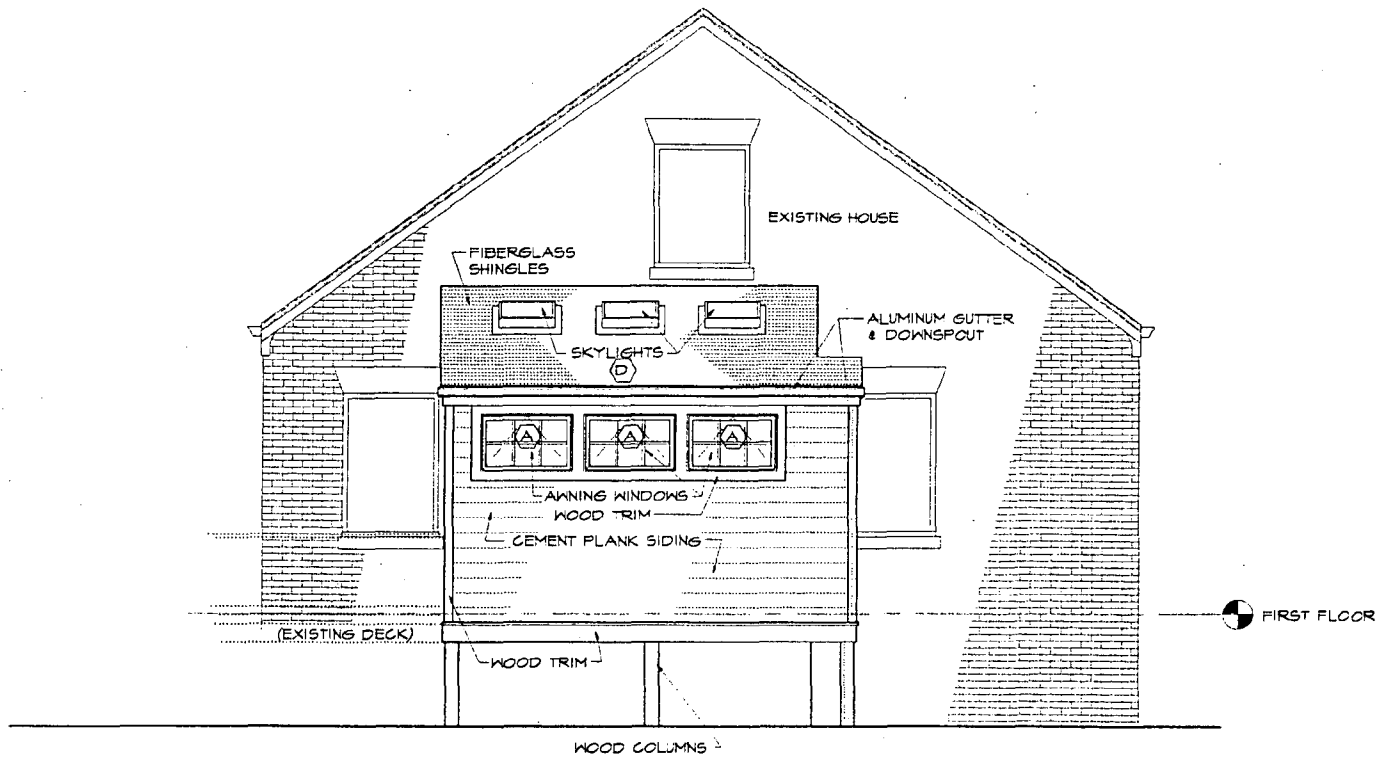 EXISTING HOUSE
FIBERGLASS
SHINGLES
ALUMINUM GUTTER
& DOWNSPOUT
SKYLIGHTS
D
A A A
AWNING WINDOWS
WOOD TRIM
CEMENT PLANK SIDING
FIRST FLOOR
(EXISTING DECK)
WOOD TRIM
WOOD COLUMNS